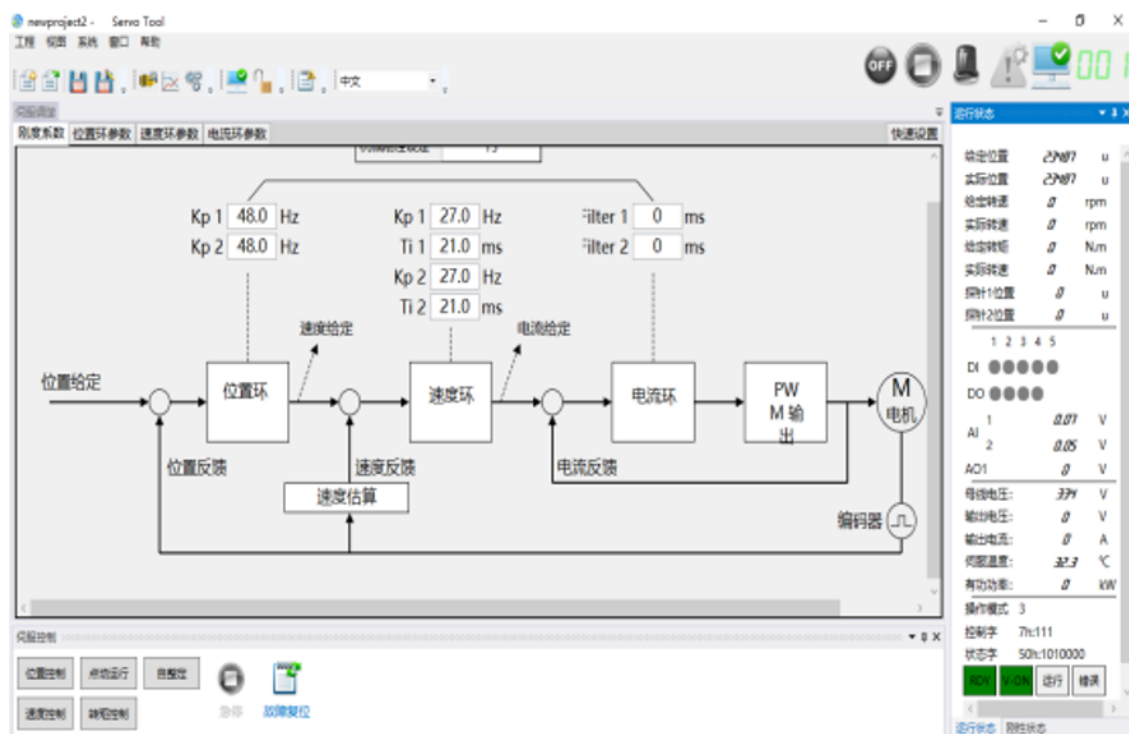 newproject2 - Servo Tool
工程 视图 系统 窗口 帮助
中文
OFF
001
伺服调整
刚度系数 位置环参数 速度环参数 电流环参数 快速设置
15
Kp 1 48.0 Hz
Kp 2 48.0 Hz
Kp 1 27.0 Hz
Ti 1 21.0 ms
Kp 2 27.0 Hz
Ti 2 21.0 ms
Filter 1 0 ms
Filter 2 0 ms
速度给定
电流给定
位置给定
位置环
速度环
电流环
PW
M 输
出
M
电机
位置反馈
速度反馈
电流反馈
速度估算
编码器
伺服控制
位置控制 点动运行 自整定
速度控制 转矩控制
急停
故障复位
运行状态
给定位置 23487 u
实际位置 23487 u
给定转速 0 rpm
实际转速 0 rpm
给定转矩 0 N.m
实际转速 0 N.m
探针1位置 0 u
探针2位置 0 u
1 2 3 4 5
DI
DO
AI
1 0.07 V
2 0.05 V
AO1 0 V
母线电压: 334 V
输出电压: 0 V
输出电流: 0 A
伺服温度: 32.3 ℃
有功功率: 0 kW
操作模式 3
控制字 7h:111
状态字 50h:1010000
RDY V-ON 运行 错误
运行状态 刚性状态